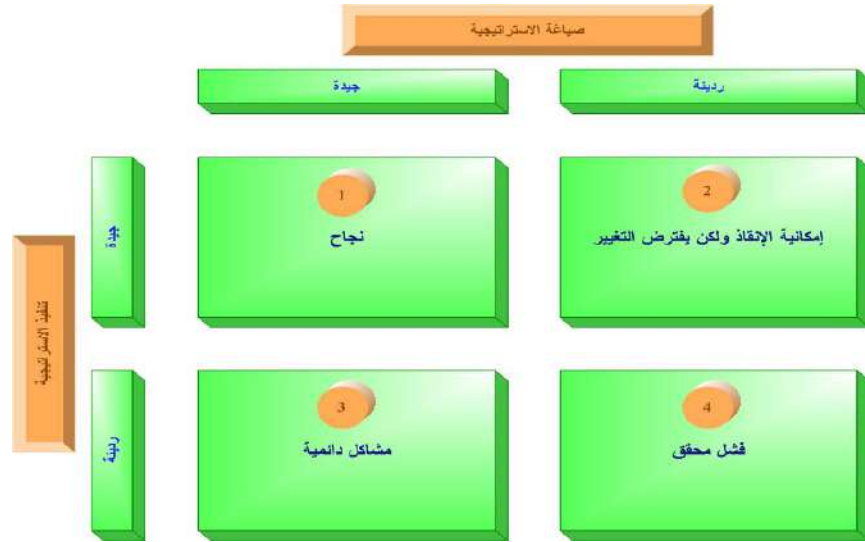 صياغة الاستراتيجية
جيدة
رديئة
تنفيذ الاستراتيجية
جيدة
1
نجاح
2
إمكانية الإنقاذ ولكن يفترض التغيير
رديئة
3
مشاكل دائمية
4
فشل محقق